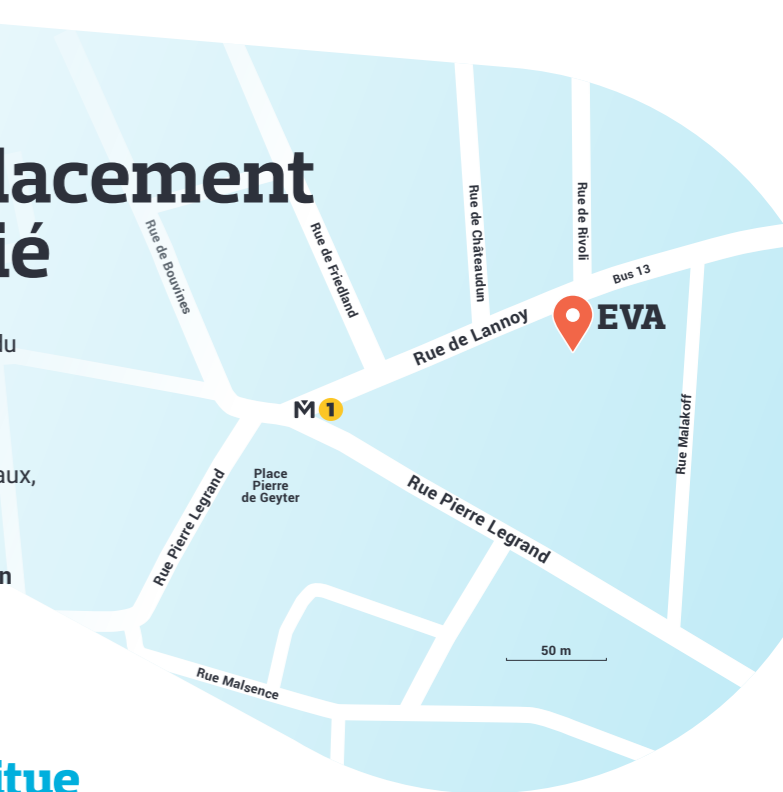 lacement
ié
lu
aux,
n
itue
Rue de Bouvines
Rue de Friedland
Rue de Châteaudun
Rue de Rivoli
Bus 13
EVA
Rue de Lannoy
M 1
Place
Pierre
de Geyter
Rue Pierre Legrand
Rue Pierre Legrand
Rue Malakoff
50 m
Rue Malsence